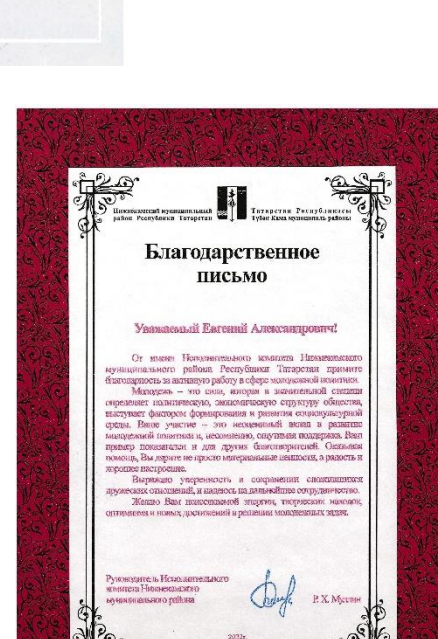 Нижнекамский муниципальный
район Республики Татарстан
Татарстан Республикасы
Түбән Кама муниципаль районы
Благодарственное
письмо
Уважаемый Евгений Александрович!
От имени Исполнительного комитета Нижнекамского
муниципального района Республики Татарстан примите
благодарность за активную работу в сфере молодежной политики.
Молодежь – это сила, которая в значительной степени
определяет политическую, экономическую структуру общества,
выступает фактором формирования и развития социокультурной
среды. Ваше участие – это неоценимый вклад в развитие
молодежной политики и, несомненно, ощутимая поддержка. Ваш
пример показателен и для других благотворителей. Оказывая
помощь, Вы дарите не просто материальные ценности, а радость и
хорошее настроение.
Выражаю уверенность в сохранении сложившихся
дружеских отношений, и надеюсь на дальнейшее сотрудничество.
Желаю Вам неиссякаемой энергии, творческих находок,
оптимизма и новых достижений в решении молодежных задач.
Руководитель Исполнительного
комитета Нижнекамского
муниципального района
Р. Х. Муллин